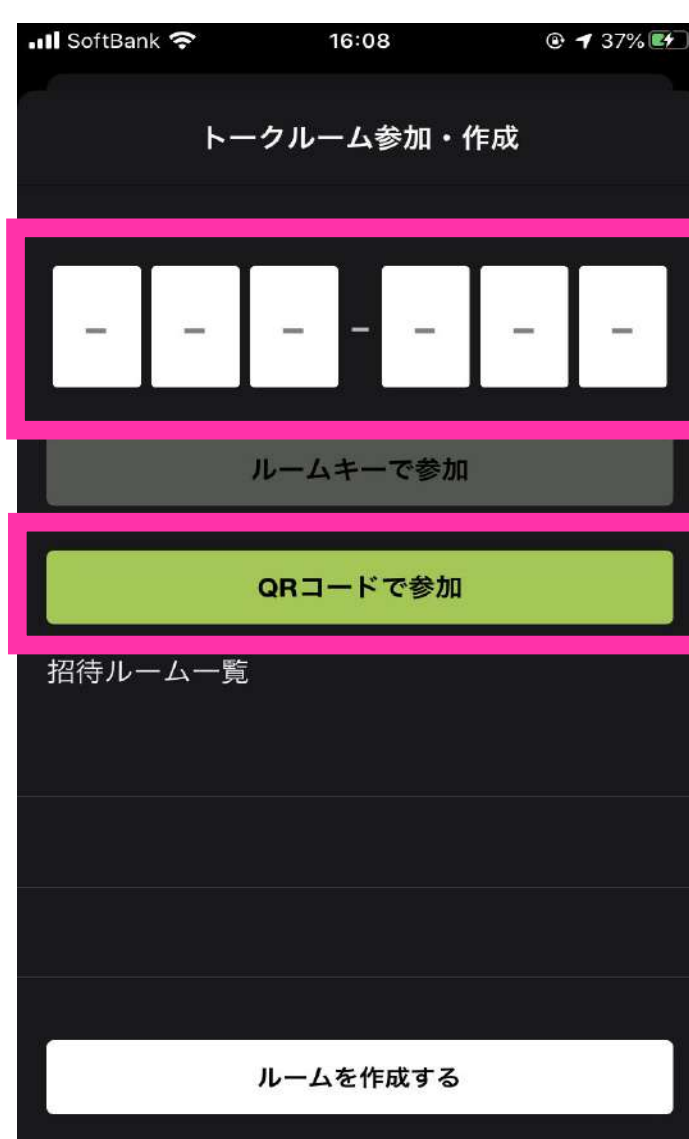 SoftBank 16:08 37%
トークルーム参加・作成
– – – - – – –
ルームキーで参加
QRコードで参加
招待ルーム一覧
ルームを作成する